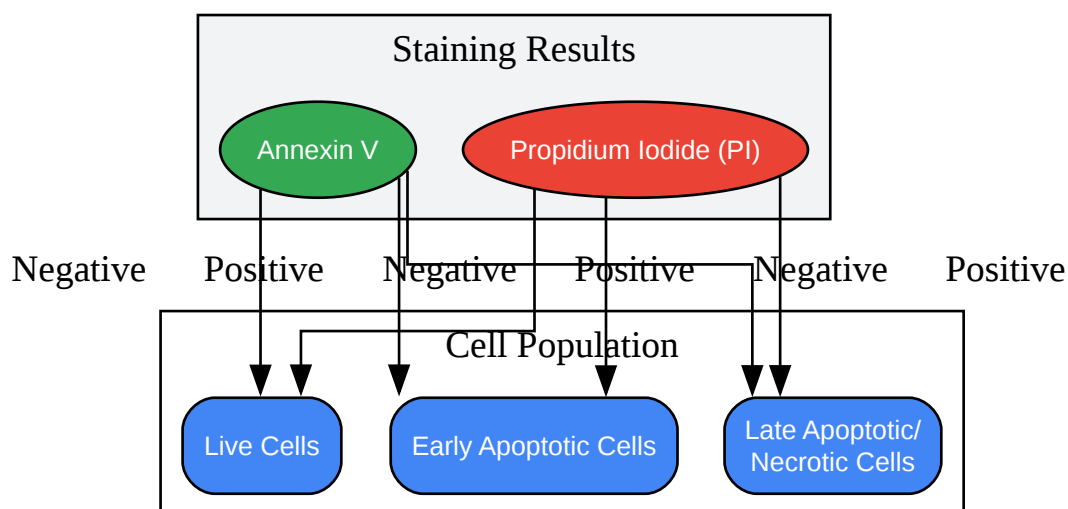 Staining Results
Annexin V
Propidium Iodide (PI)
Negative Positive Negative Positive Negative Positive
Cell Population
Live Cells
Early Apoptotic Cells
Late Apoptotic/
Necrotic Cells